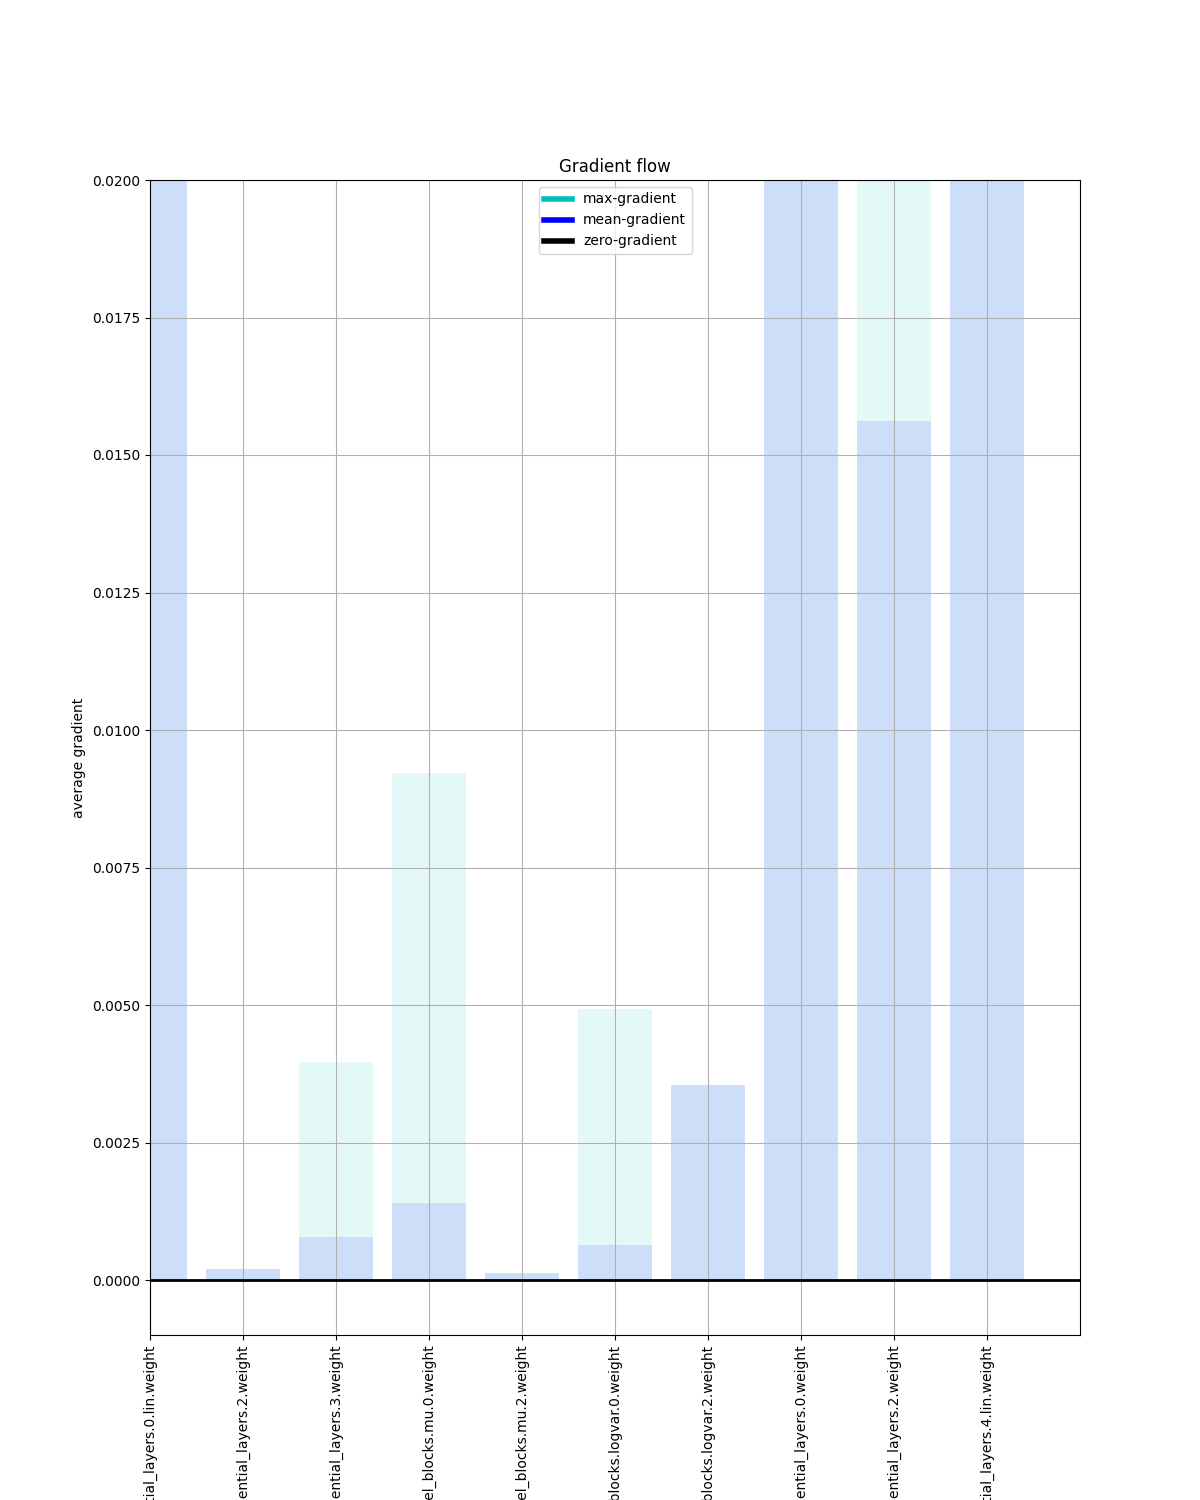 Gradient flow
max-gradient
mean-gradient
zero-gradient
0.0200
0.0175
0.0150
0.0125
0.0100
0.0075
0.0050
0.0025
0.0000
average gradient
tial_layers.0.lin.weight
ential_layers.2.weight
ential_layers.3.weight
el_blocks.mu.0.weight
el_blocks.mu.2.weight
blocks.logvar.0.weight
blocks.logvar.2.weight
ential_layers.0.weight
ential_layers.2.weight
tial_layers.4.lin.weight